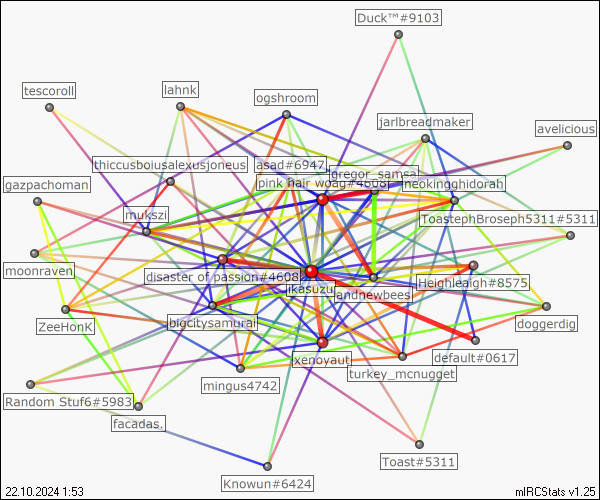 Duck™#9103
tescoroll
lahnk
ogshroom
jarlbreadmaker
avelicious
thiccusboiusalexusjoneus
asad#6947
gregor_samsa
pink hair woag#4608
neokingghidorah
gazpachoman
mukszi
ToastephBroseph5311#5311
moonraven
disaster of passion#4608
jikasuzu
andnewbees
Heighleigh#8575
doggerdig
ZeeHonK
bigcitysamurai
xenoyaut
default#0617
turkey_mcnugget
mingus4742
Random Stuf6#5983
facadas.
Toast#5311
Knowun#6424
22.10.2024 1:53
mIRCStats v1.25